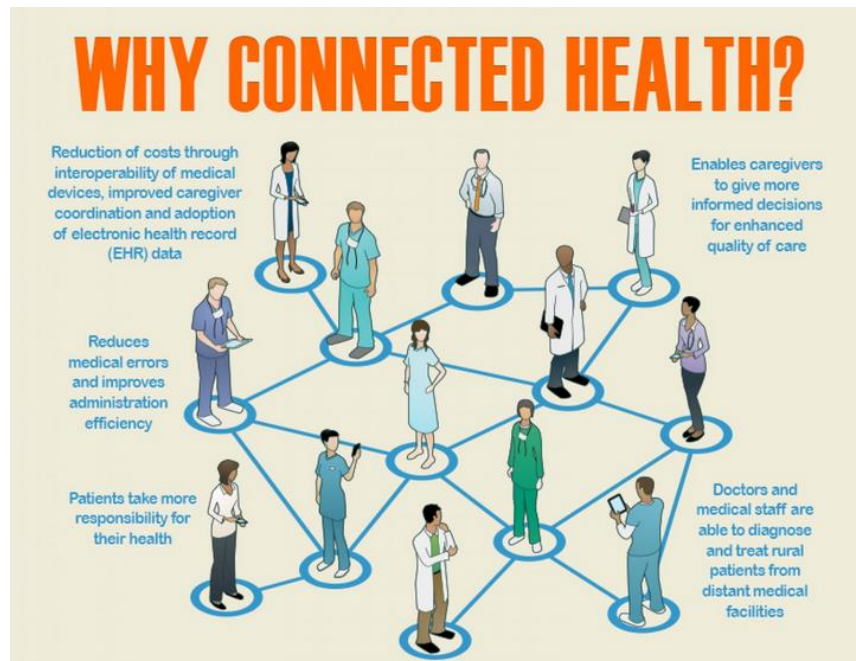 WHY CONNECTED HEALTH?
Reduction of costs through
interoperability of medical
devices, improved caregiver
coordination and adoption
of electronic health record
(EHR) data
Enables caregivers
to give more
informed decisions
for enhanced
quality of care
Reduces
medical errors
and improves
administration
efficiency
Patients take more
responsibility for
their health
Doctors and
medical staff are
able to diagnose
and treat rural
patients from
distant medical
facilities